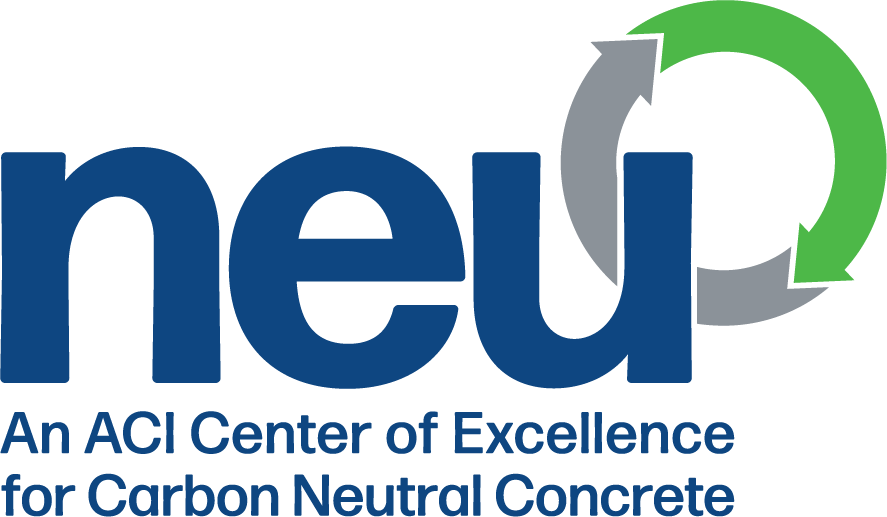 neu
An ACI Center of Excellence
for Carbon Neutral Concrete